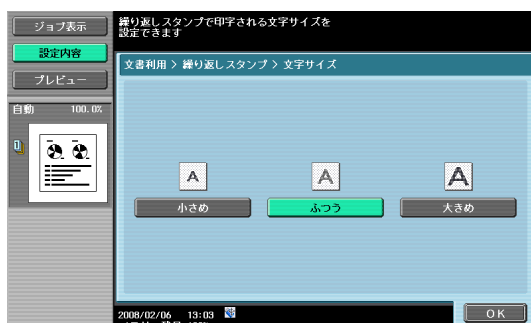 ジョブ表示
設定内容
プレビュー
自動 100.0%
繰り返しスタンプで印字される文字サイズを
設定できます
文書利用 > 繰り返しスタンプ > 文字サイズ
A A A
小さめ ふつう 大きめ
2008/02/06 13:03
OK